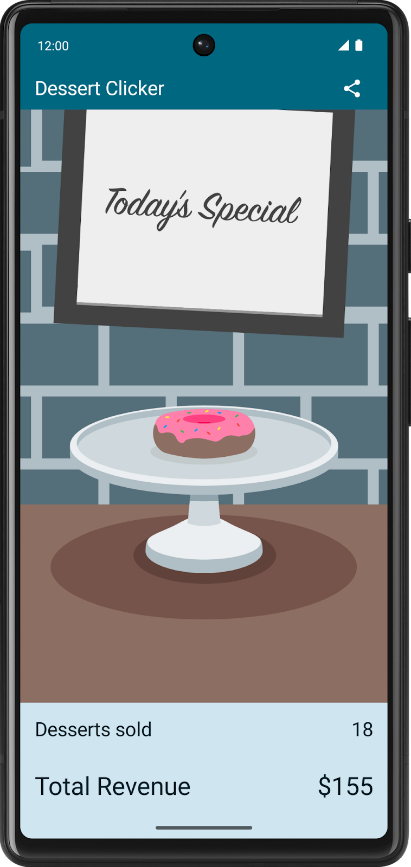 12:00
Dessert Clicker
Today's Special
Desserts sold 18
Total Revenue $155